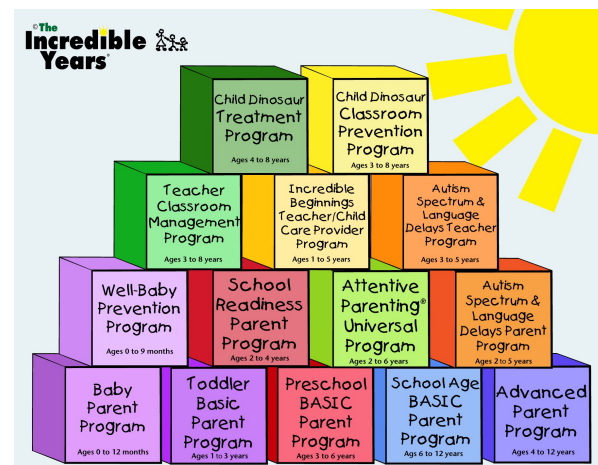 ©The
Incredible
Years®
Child Dinosaur
Treatment
Program
Ages 4 to 8 years
Child Dinosaur
Classroom
Prevention
Program
Ages 3 to 8 years
Teacher
Classroom
Management
Program
Ages 3 to 8 years
Incredible
Beginnings
Teacher/Child
Care Provider
Program
Ages 1 to 5 years
Autism
Spectrum &
Language
Delays Teacher
Program
Ages 3 to 5 years
Well-Baby
Prevention
Program
Ages 0 to 9 months
School
Readiness
Parent
Program
Ages 2 to 4 years
Attentive
Parenting®
Universal
Program
Ages 2 to 6 years
Autism
Spectrum &
Language
Delays Parent
Program
Ages 2 to 5 years
Baby
Parent
Program
Ages 0 to 12 months
Toddler
Basic
Parent
Program
Ages 1 to 3 years
Preschool
BASIC
Parent
Program
Ages 3 to 6 years
School Age
BASIC
Parent
Program
Ages 6 to 12 years
Advanced
Parent
Program
Ages 4 to 12 years